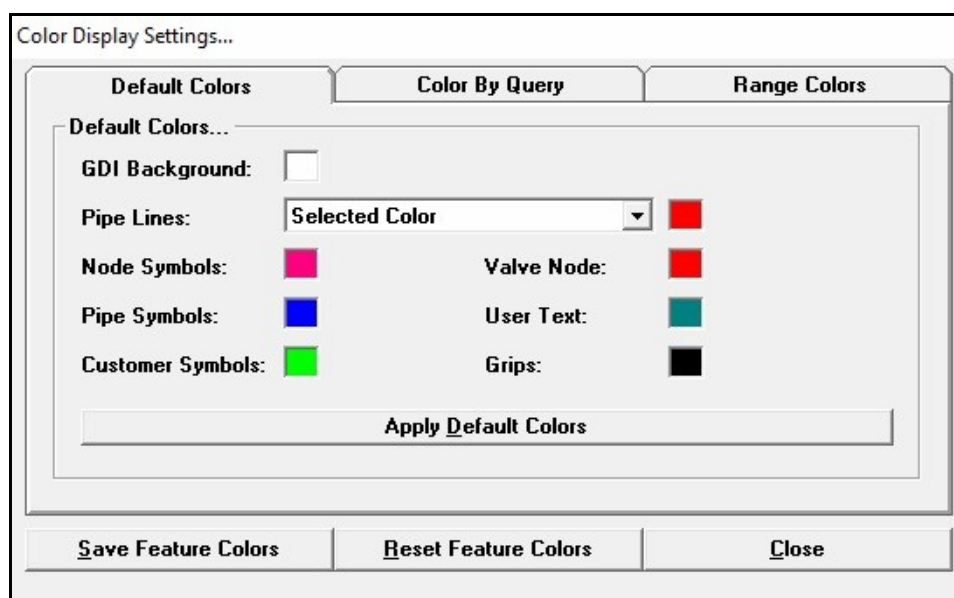 Color Display Settings...
Default Colors Color By Query Range Colors
Default Colors...
GDI Background:
Pipe Lines: Selected Color
Node Symbols: Valve Node:
Pipe Symbols: User Text:
Customer Symbols: Grips:
Apply Default Colors
Save Feature Colors Reset Feature Colors Close